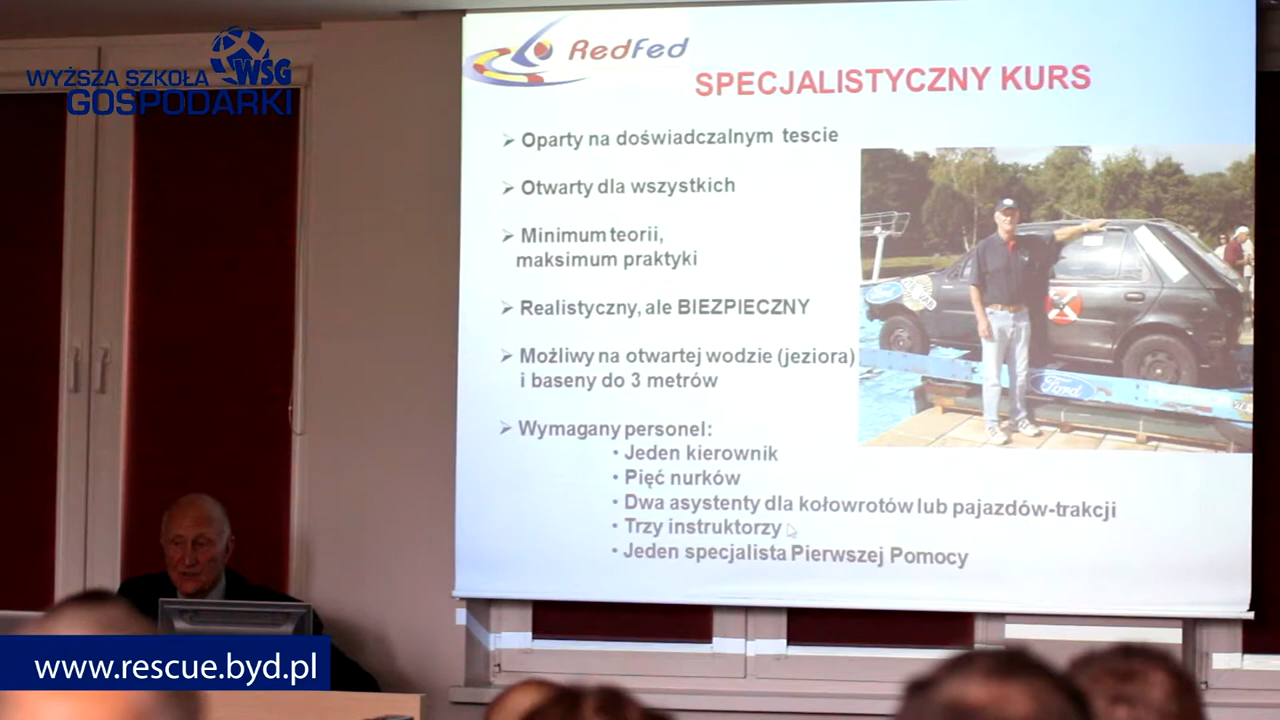 WYŻSZA SZKOŁA
WSG
GOSPODARKI
RedFed
SPECJALISTYCZNY KURS
➢ Oparty na doświadczalnym tescie
➢ Otwarty dla wszystkich
➢ Minimum teorii,
maksimum praktyki
➢ Realistyczny, ale BIEZPIECZNY
➢ Możliwy na otwartej wodzie (jeziora)
i baseny do 3 metrów
➢ Wymagany personel:
• Jeden kierownik
• Pięć nurków
• Dwa asystenty dla kołowrotów lub pajazdów-trakcji
• Trzy instruktorzy
• Jeden specjalista Pierwszej Pomocy
Ford
Ford
www.rescue.byd.pl